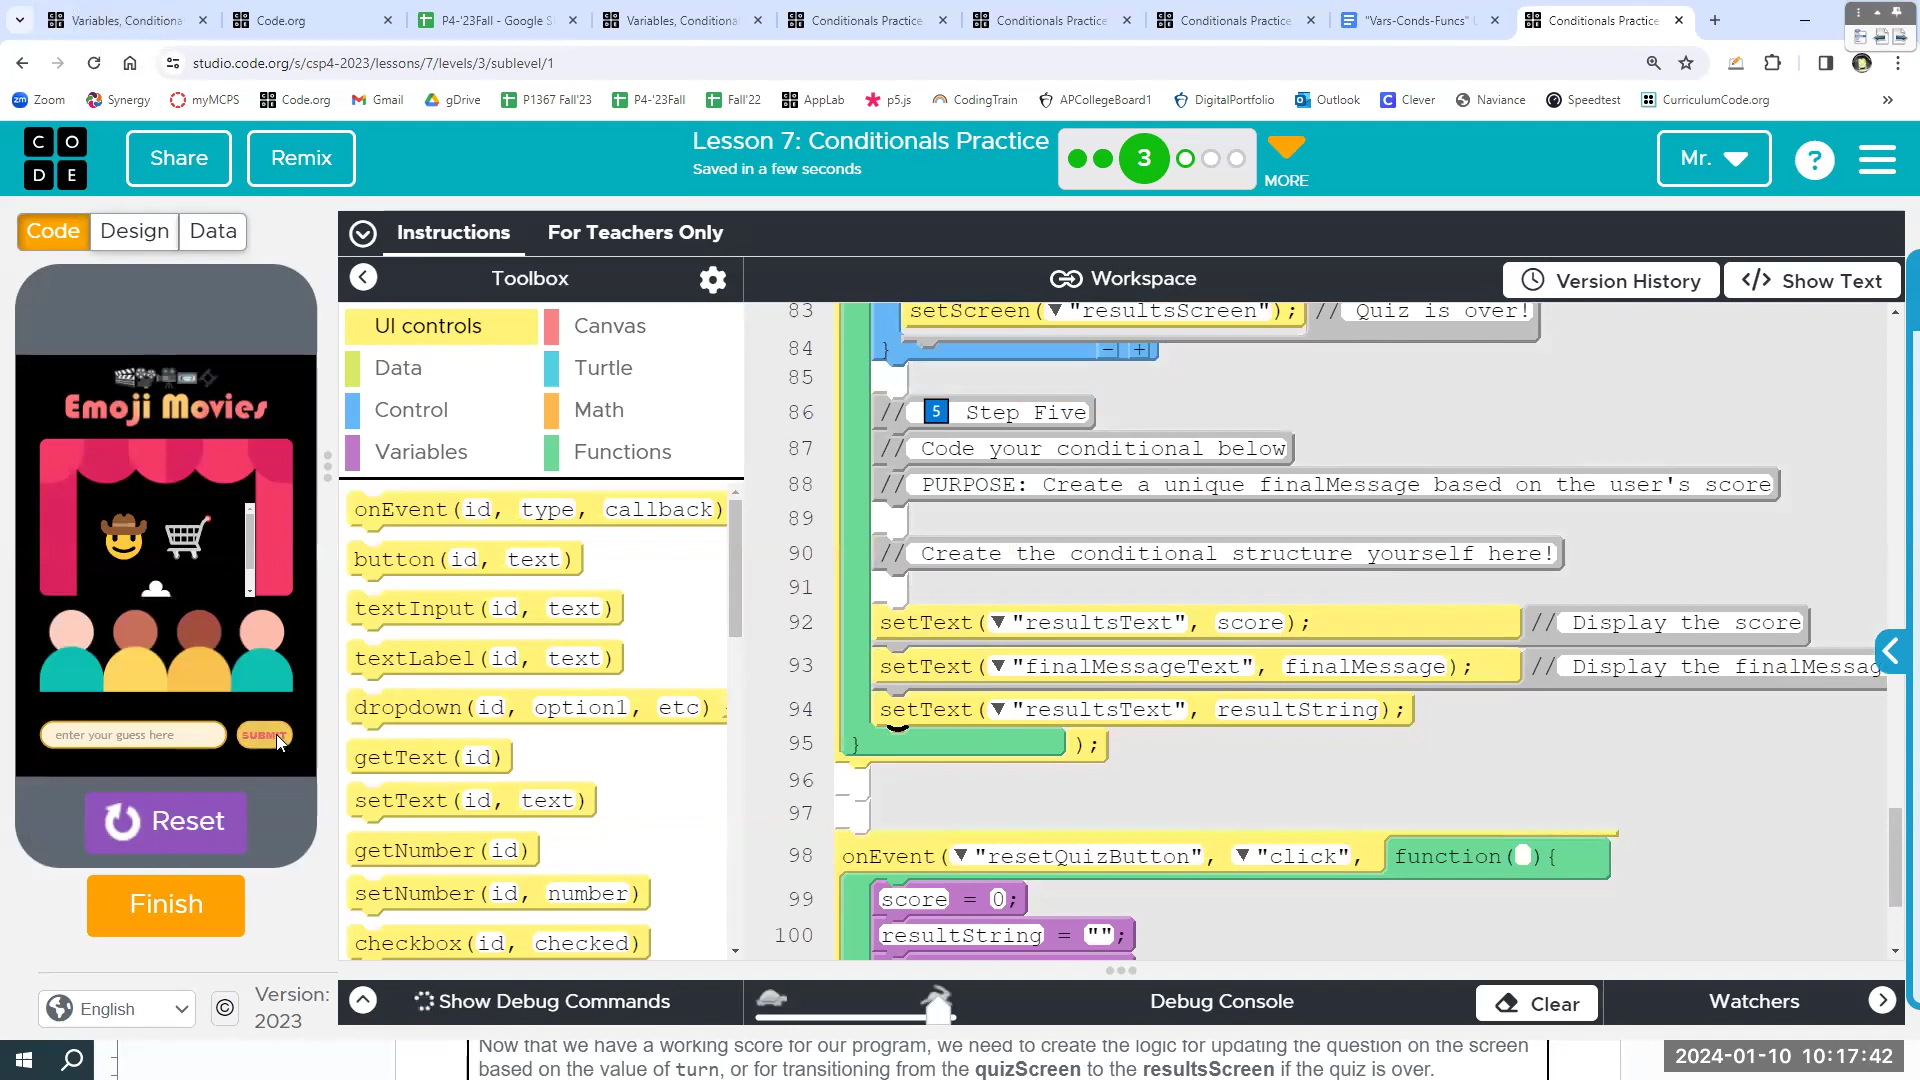 Variables, Conditiona
Code.org
P4-'23Fall - Google S
Variables, Conditional
Conditionals Practice
Conditionals Practice
Conditionals Practice
"Vars-Conds-Funcs"
Conditionals Practice
studio.code.org/s/csp4-2023/lessons/7/levels/3/sublevel/1
Zoom
Synergy
myMCPS
Code.org
Gmail
gDrive
P1367 Fall'23
P4-'23Fall
Fall'22
AppLab
p5.js
CodingTrain
APCollegeBoard1
DigitalPortfolio
Outlook
Clever
Naviance
Speedtest
CurriculumCode.org
C O
D E
Share
Remix
Lesson 7: Conditionals Practice
Saved in a few seconds
3
MORE
Mr.
?
Code
Design
Data
Instructions
For Teachers Only
Toolbox
Workspace
Version History
</> Show Text
UI controls
Canvas
Data
Turtle
Control
Math
Variables
Functions
onEvent(id, type, callback)
button(id, text)
textInput(id, text)
textLabel(id, text)
dropdown(id, option1, etc)
getText(id)
setText(id, text)
getNumber(id)
setNumber(id, number)
checkbox(id, checked)
83 setScreen(▼"resultsScreen"); // Quiz is over!
84 } - +
85
86 // 5 Step Five
87 // Code your conditional below
88 // PURPOSE: Create a unique finalMessage based on the user's score
89
90 // Create the conditional structure yourself here!
91
92 setText(▼"resultsText", score); // Display the score
93 setText(▼"finalMessageText", finalMessage); // Display the finalMessag
94 setText(▼"resultsText", resultString);
95 } );
96
97
98 onEvent(▼"resetQuizButton", ▼"click", function( ){
99 score = 0;
100 resultString = "";
Emoji Movies
enter your guess here
SUBMIT
Reset
Finish
English
©
Version: 2023
Show Debug Commands
Debug Console
Clear
Watchers
Now that we have a working score for our program, we need to create the logic for updating the question on the screen
based on the value of turn, or for transitioning from the quizScreen to the resultsScreen if the quiz is over.
2024-01-10 10:17:42